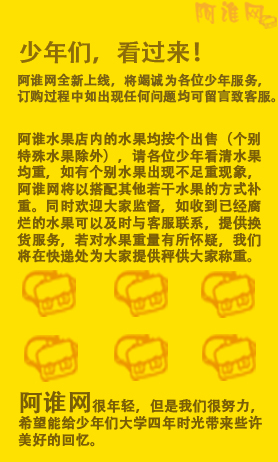 阿谁网
少年们，看过来！
阿谁网全新上线，将竭诚为各位少年服务，
订购过程中如出现任何问题均可留言致客服。
阿谁水果店内的水果均按个出售（个别
特殊水果除外），请各位少年看清水果
均重，如有个别水果出现不足重现象，
阿谁网将以搭配其他若干水果的方式补
重。同时欢迎大家监督，如收到已经腐
烂的水果可以及时与客服联系，提供换
货服务，若对水果重量有所怀疑，我们
将在快递处为大家提供秤供大家称重。
阿谁网很年轻，但是我们很努力，
希望能给少年们大学四年时光带来些许
美好的回忆。